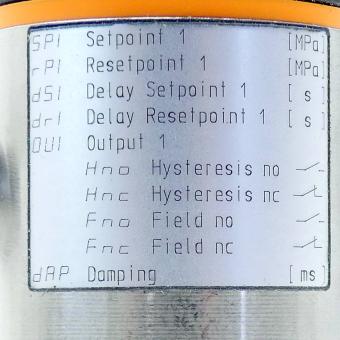 SP1 Setpoint 1 [MPa]
rP1 Resetpoint 1 [MPa]
dS1 Delay Setpoint 1 [ s ]
dr1 Delay Resetpoint 1 [ s ]
OU1 Output 1
Hno Hysteresis no
Hnc Hysteresis nc
Fno Field no
Fnc Field nc
dAP Damping [ ms ]